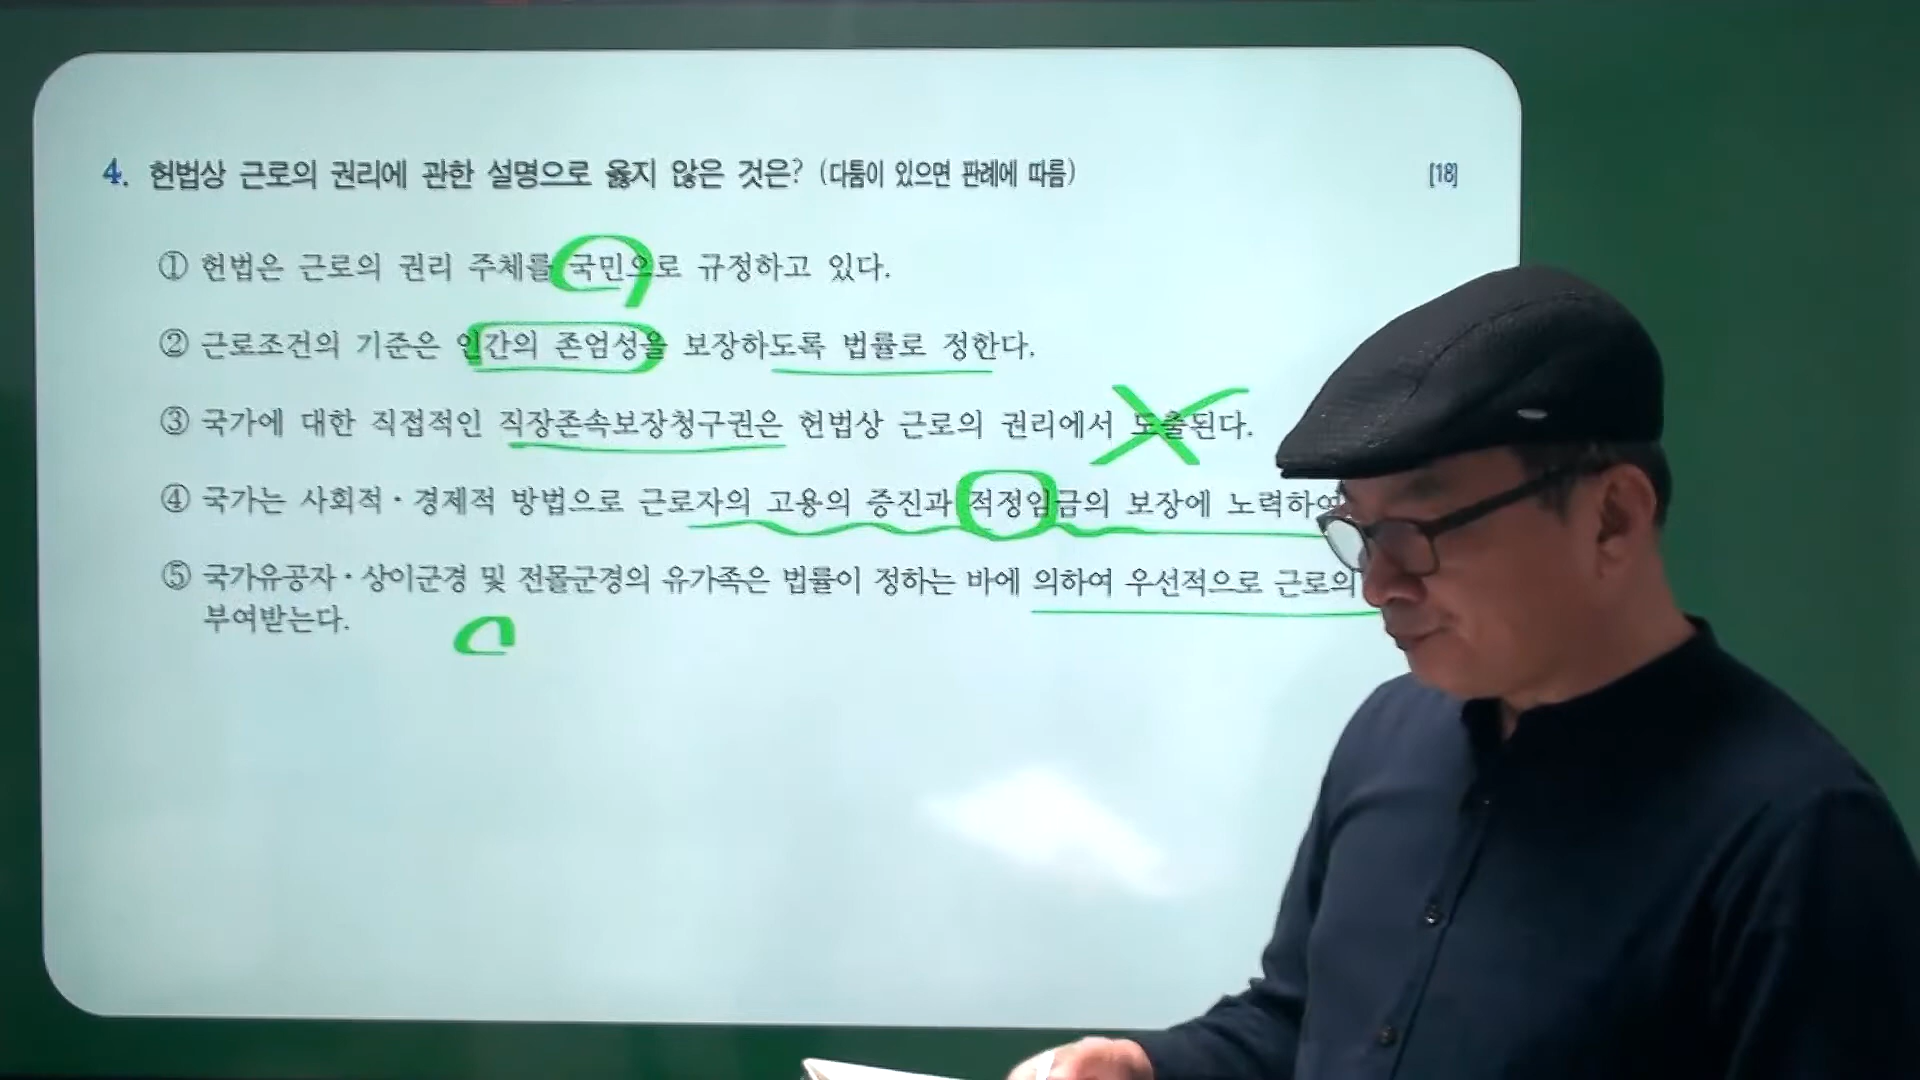 4. 헌법상 근로의 권리에 관한 설명으로 옳지 않은 것은? (다툼이 있으면 판례에 따름) [18]
① 헌법은 근로의 권리 주체를 국민으로 규정하고 있다.
② 근로조건의 기준은 인간의 존엄성을 보장하도록 법률로 정한다.
③ 국가에 대한 직접적인 직장존속보장청구권은 헌법상 근로의 권리에서 도출된다.
④ 국가는 사회적·경제적 방법으로 근로자의 고용의 증진과 적정임금의 보장에 노력하여
⑤ 국가유공자·상이군경 및 전몰군경의 유가족은 법률이 정하는 바에 의하여 우선적으로 근로의
부여받는다.